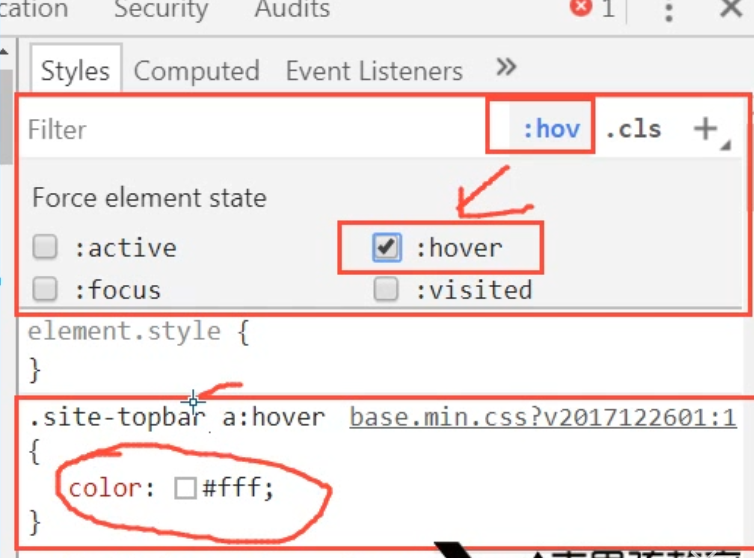 cation Security Audits 1
Styles Computed Event Listeners »
Filter :hov .cls +
Force element state
:active :hover
:focus :visited
element.style {
}
.site-topbar a:hover base.min.css?v2017122601:1
{
color: #fff;
}